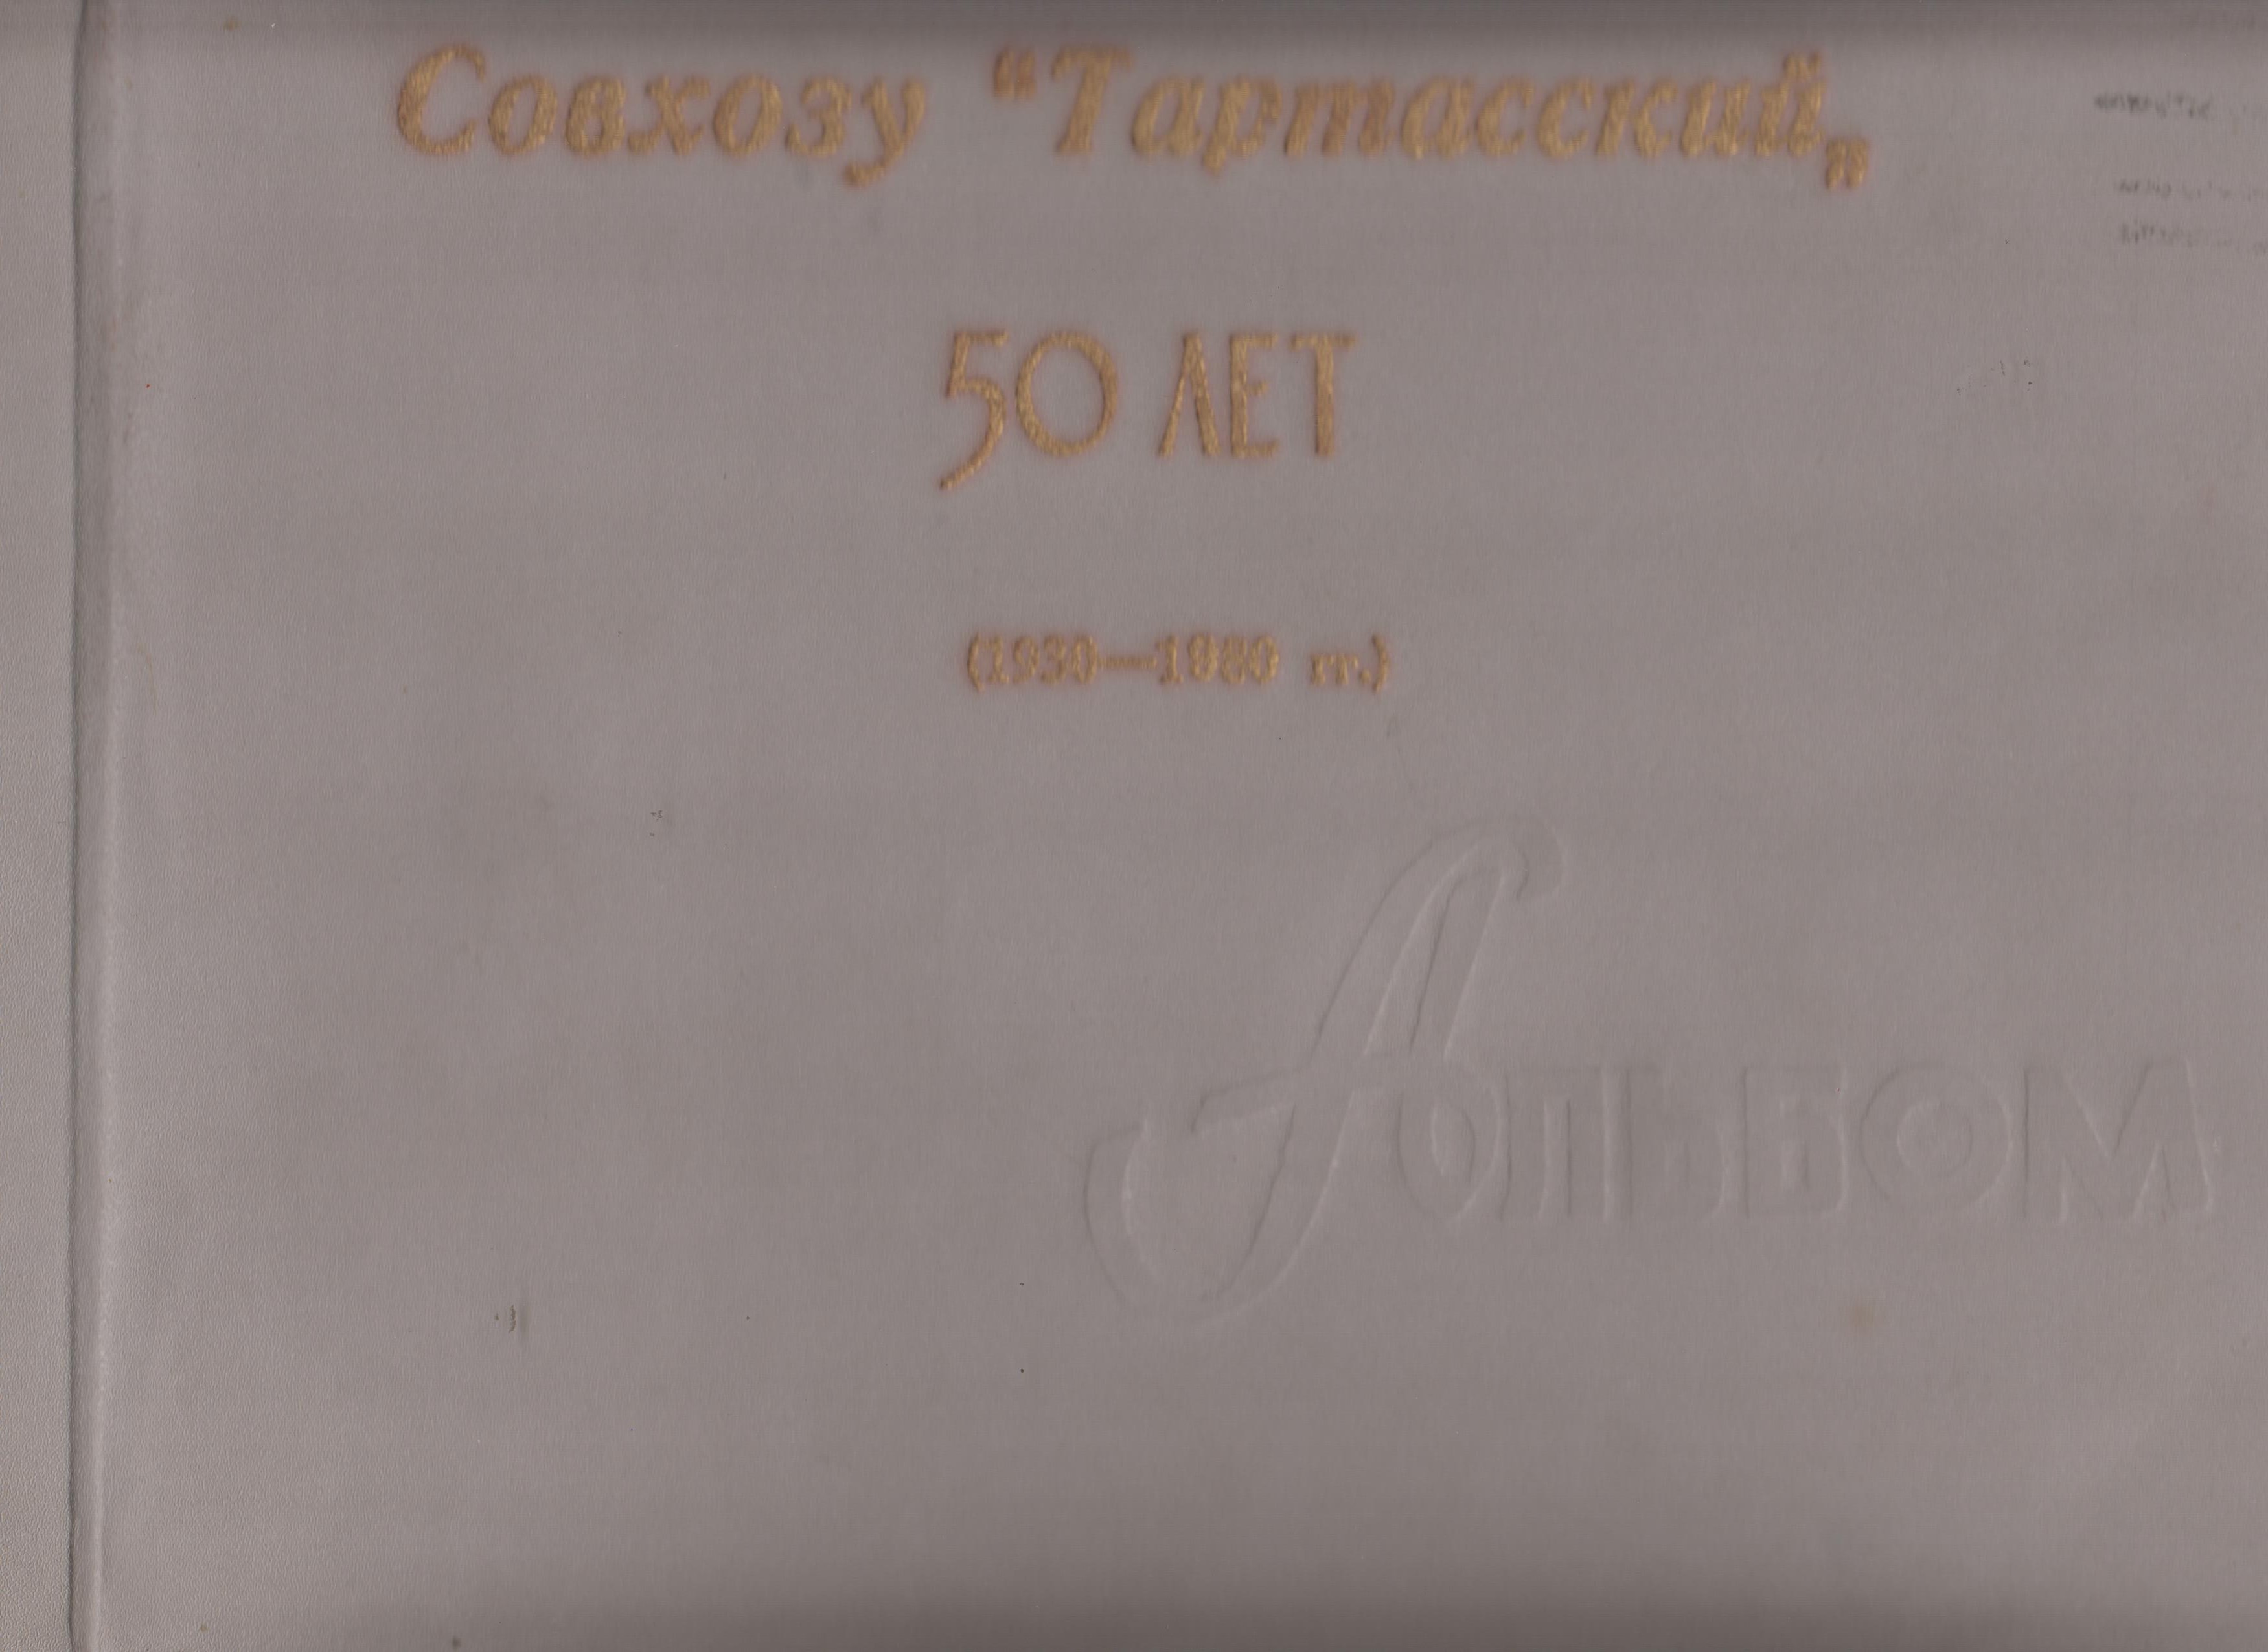 Совхозу “Тартасский„
50 ЛЕТ
(1930—1980 гг.)
Альбом